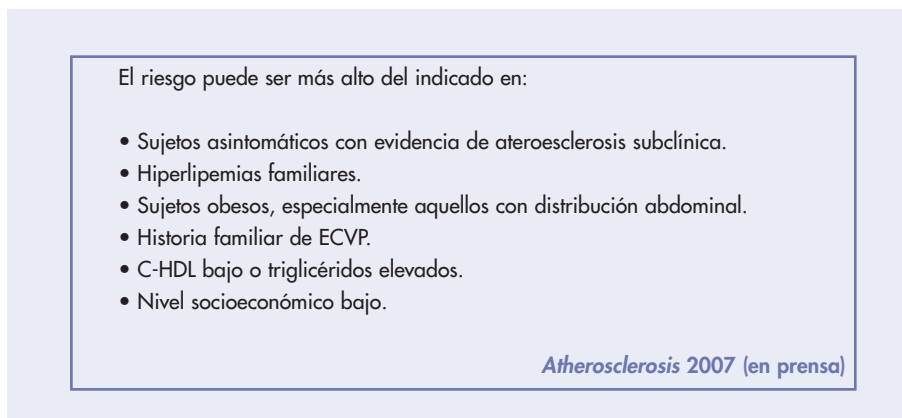 El riesgo puede ser más alto del indicado en:
• Sujetos asintomáticos con evidencia de ateroesclerosis subclínica.
• Hiperlipemias familiares.
• Sujetos obesos, especialmente aquellos con distribución abdominal.
• Historia familiar de ECVP.
• C-HDL bajo o triglicéridos elevados.
• Nivel socioeconómico bajo.
Atherosclerosis 2007 (en prensa)